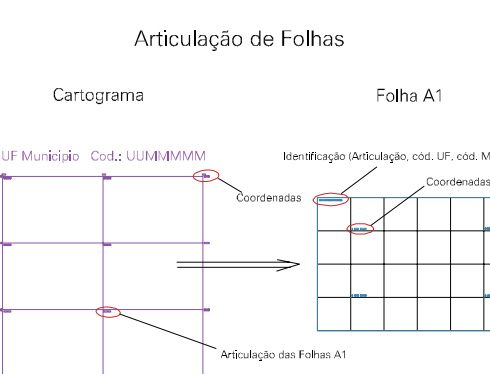 Articulação de Folhas
Cartograma
Folha A1
UF Município Cod.: UUMMMMM
Identificação (Articulação, cód. UF, cód. M
Coordenadas
Coordenadas
Articulação das Folhas A1